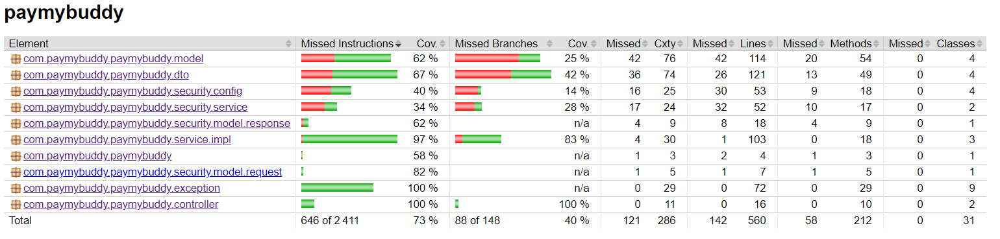 paymybuddy
Element Missed Instructions Cov. Missed Branches Cov. Missed Cxty Missed Lines Missed Methods Missed Classes
com.paymybuddy.paymybuddy.model 62 % 25 % 42 76 42 114 20 54 0 4
com.paymybuddy.paymybuddy.dto 67 % 42 % 36 74 26 121 13 49 0 4
com.paymybuddy.paymybuddy.security.config 40 % 14 % 16 25 30 53 9 18 0 4
com.paymybuddy.paymybuddy.security.service 34 % 28 % 17 24 32 52 10 17 0 2
com.paymybuddy.paymybuddy.security.model.response 62 % n/a 4 9 8 18 4 9 0 1
com.paymybuddy.paymybuddy.service.impl 97 % 83 % 4 30 1 103 0 18 0 3
com.paymybuddy.paymybuddy 58 % n/a 1 3 2 4 1 3 0 1
com.paymybuddy.paymybuddy.security.model.request 82 % n/a 1 5 1 7 1 5 0 1
com.paymybuddy.paymybuddy.exception 100 % n/a 0 29 0 72 0 29 0 9
com.paymybuddy.paymybuddy.controller 100 % 100 % 0 11 0 16 0 10 0 2
Total 646 of 2 411 73 % 88 of 148 40 % 121 286 142 560 58 212 0 31